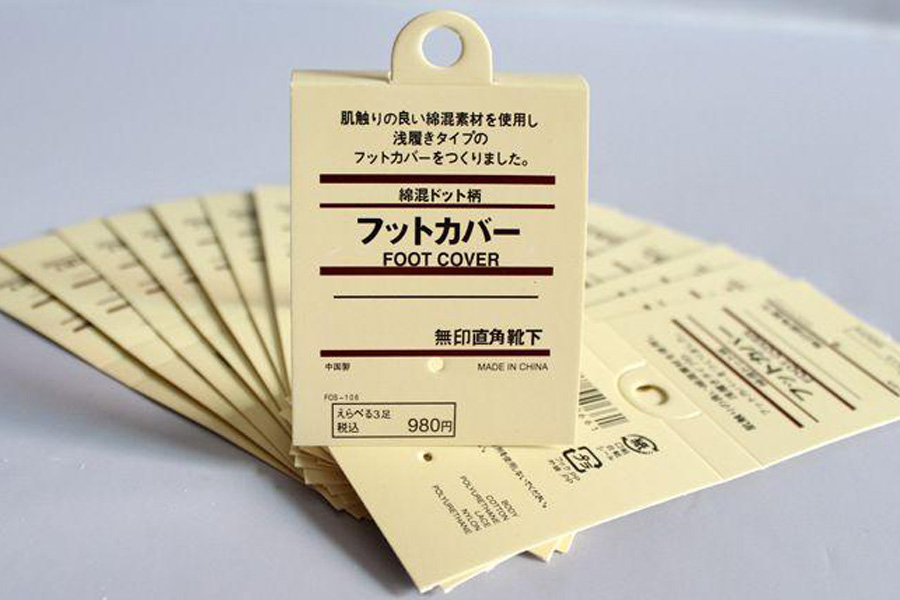 肌触りの良い綿混素材を使用し
浅履きタイプの
フットカバーをつくりました。
綿混ドット柄
フットカバー
FOOT COVER
無印直角靴下
中国製
MADE IN CHINA
FOS-106
えらべる3足
税込
980円
BODY
COTTON
POLYURETHANE
LACE
NYLON
POLYURETHANE